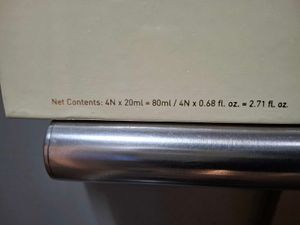 Net Contents: 4N x 20ml = 80ml / 4N x 0.68 fl. oz. = 2.71 fl. oz.